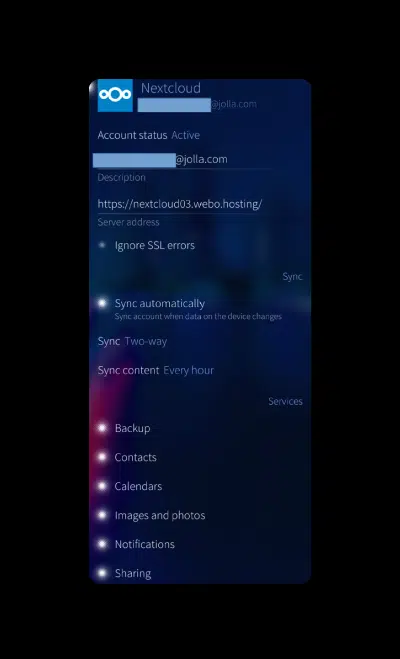 Nextcloud
@jolla.com
Account status Active
@jolla.com
Description
https://nextcloud03.webo.hosting/
Server address
Ignore SSL errors
Sync
Sync automatically
Sync account when data on the device changes
Sync Two-way
Sync content Every hour
Services
Backup
Contacts
Calendars
Images and photos
Notifications
Sharing